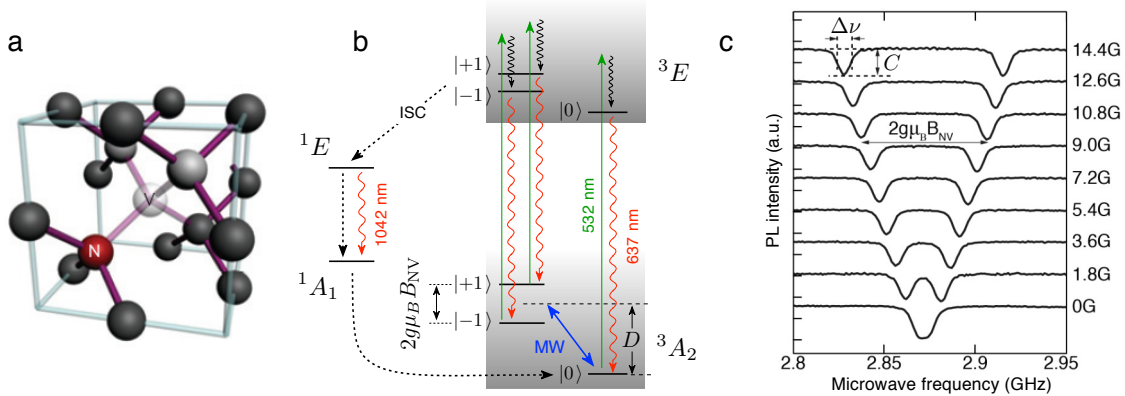 a
V
N
b
|+1⟩
|−1⟩
³E
|0⟩
ISC
¹E
1042 nm
532 nm
637 nm
¹A₁
|+1⟩
|−1⟩
2gμ_B B_NV
MW
D
³A₂
|0⟩
c
Δν
C
14.4G
12.6G
10.8G
2gμ_B B_NV
9.0G
7.2G
5.4G
3.6G
1.8G
0G
PL intensity (a.u.)
2.8
2.85
2.9
2.95
Microwave frequency (GHz)